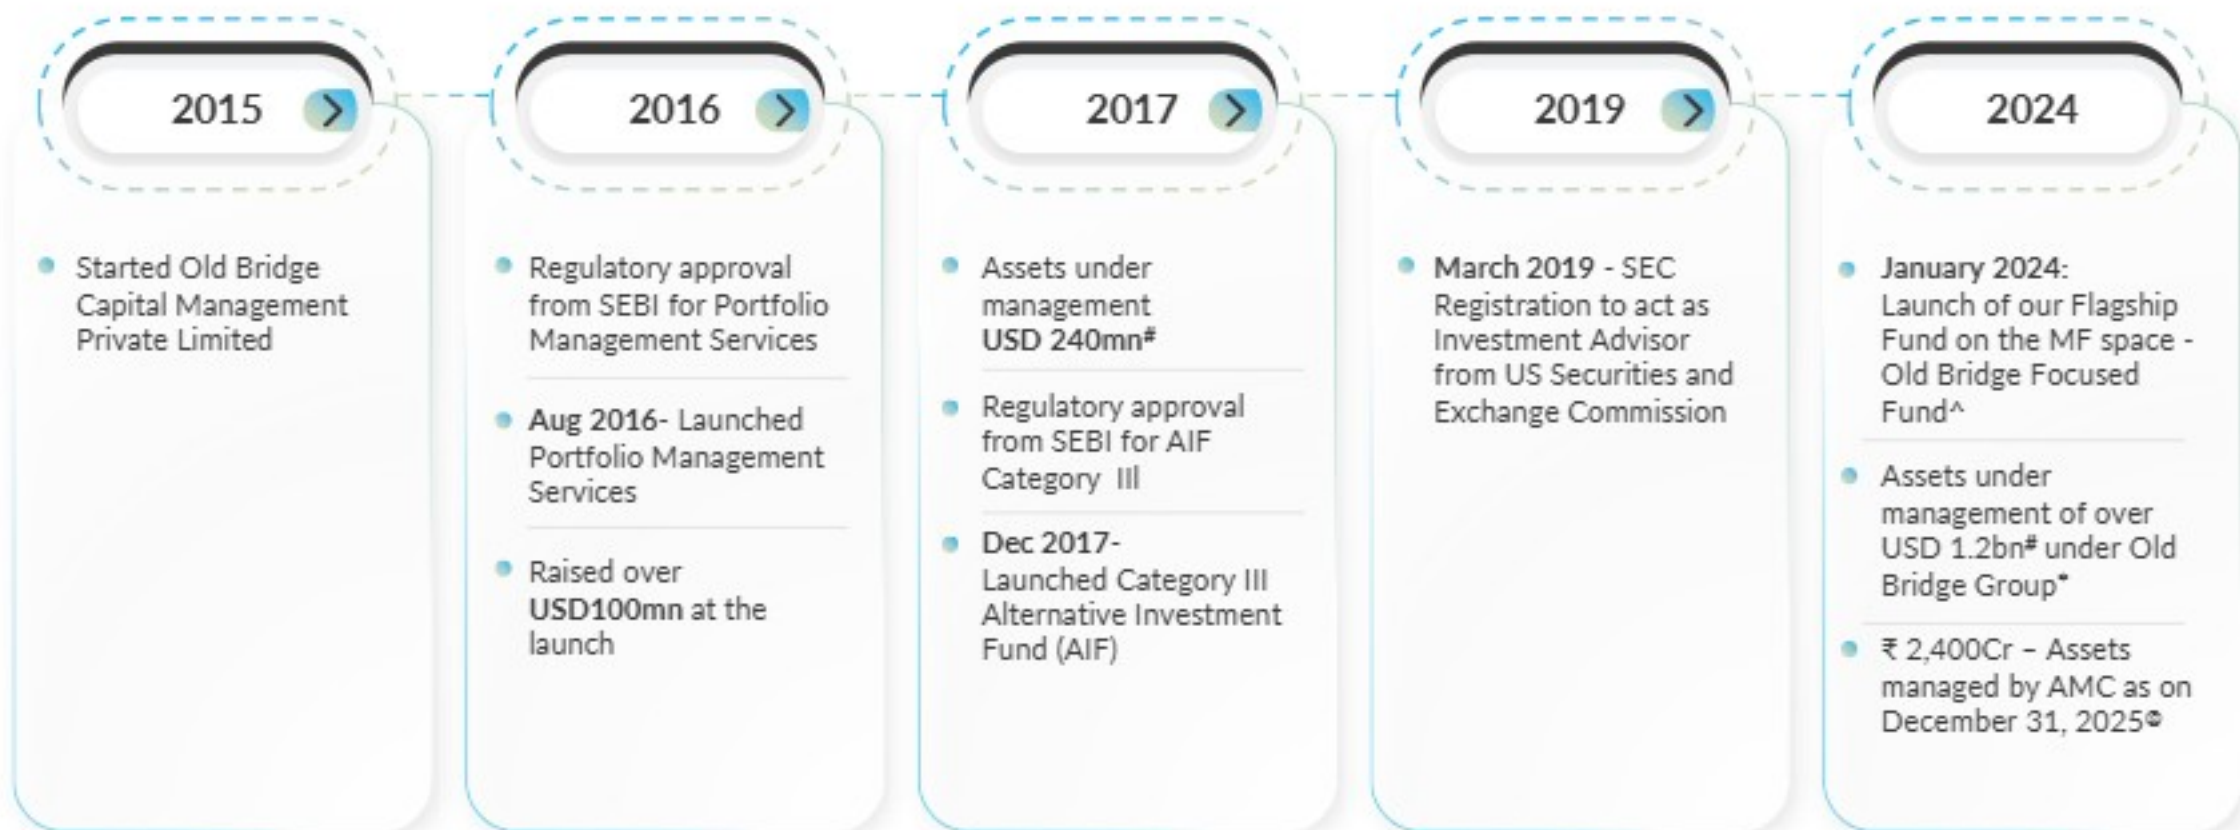 2015
Started Old Bridge
Capital Management
Private Limited
2016
Regulatory approval
from SEBI for Portfolio
Management Services
Aug 2016- Launched
Portfolio Management
Services
Raised over
USD100mn at the
launch
2017
Assets under
management
USD 240mn#
Regulatory approval
from SEBI for AIF
Category  III
Dec 2017-
Launched Category III
Alternative Investment
Fund (AIF)
2019
March 2019 - SEC
Registration to act as
Investment Advisor
from US Securities and
Exchange Commission
2024
January 2024:
Launch of our Flagship
Fund on the MF space -
Old Bridge Focused
Fund^
Assets under
management of over
USD 1.2bn# under Old
Bridge Group*
₹ 2,400Cr – Assets
managed by AMC as on
December 31, 2025